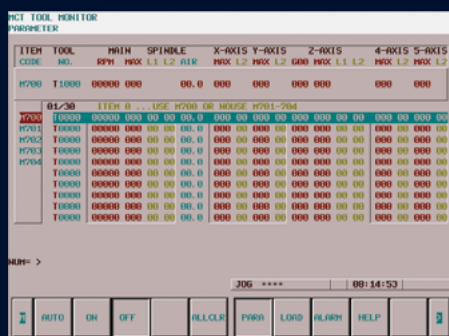 MCT TOOL MONITOR
PARAMETER
ITEM TOOL MAIN SPINDLE X-AXIS Y-AXIS Z-AXIS 4-AXIS 5-AXIS
CODE NO. RPM MAX L1 L2 AIR MAX L2 MAX L2 G00 MAX L1 L2 MAX L2 MAX L2
M700 T1000 00000 000 00.0 000 000 000 000 000 000
01/30 ITEM 0 ...USE M700 OR NOUSE M701-704
M700 T0000 00000 000 00 00 00.0 000 00 000 00 000 000 00 00 000 00 000 00
M701 T0000 00000 000 00 00 00.0 000 00 000 00 000 000 00 00 000 00 000 00
M702 T0000 00000 000 00 00 00.0 000 00 000 00 000 000 00 00 000 00 000 00
M703 T0000 00000 000 00 00 00.0 000 00 000 00 000 000 00 00 000 00 000 00
M704 T0000 00000 000 00 00 00.0 000 00 000 00 000 000 00 00 000 00 000 00
T0000 00000 000 00 00 00.0 000 00 000 00 000 000 00 00 000 00 000 00
T0000 00000 000 00 00 00.0 000 00 000 00 000 000 00 00 000 00 000 00
T0000 00000 000 00 00 00.0 000 00 000 00 000 000 00 00 000 00 000 00
T0000 00000 000 00 00 00.0 000 00 000 00 000 000 00 00 000 00 000 00
T0000 00000 000 00 00 00.0 000 00 000 00 000 000 00 00 000 00 000 00
NUM= >
JOG **** 08:14:53
AUTO ON OFF ALLCLR PARA LOAD ALARM HELP